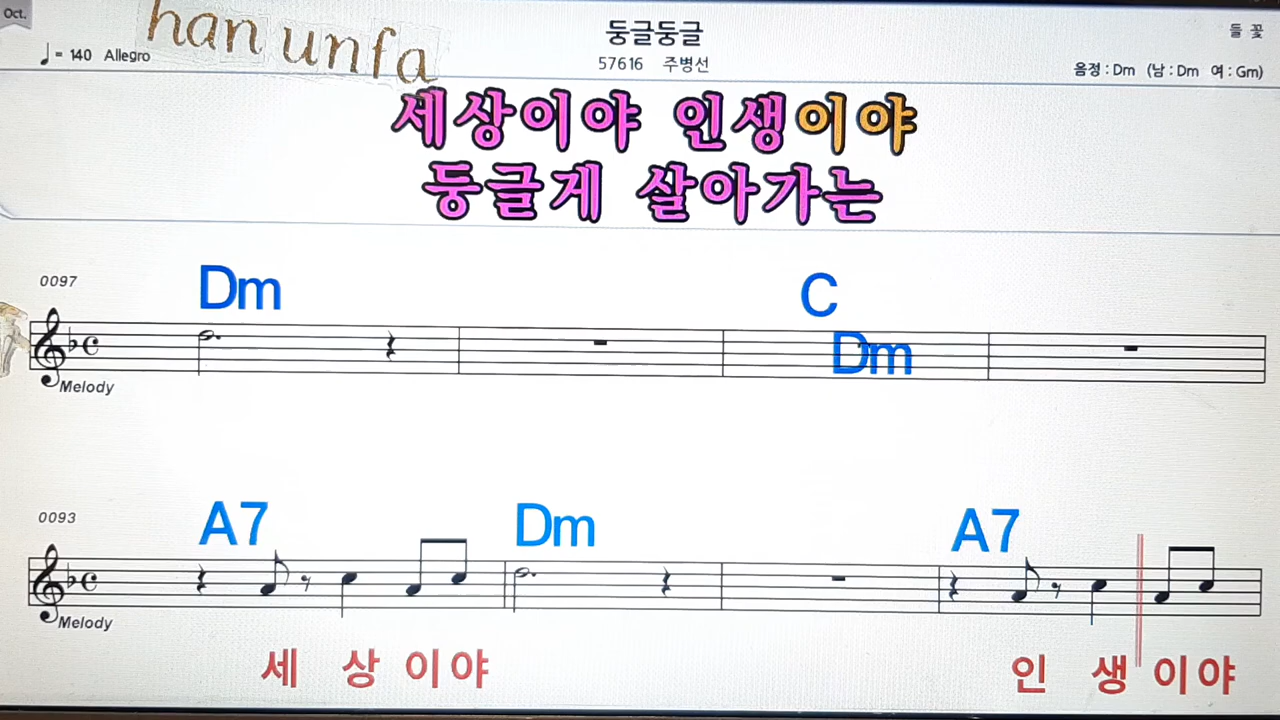 Oct.
han unfa
♩= 140 Allegro
둥글둥글
57616 주병선
들 꽃
음정 : Dm (남 : Dm 여 : Gm)
세상이야 인생이야
둥글게 살아가는
0097
Dm C
Dm
Melody
0093
A7 Dm A7
Melody
세 상 이야 인 생 이야